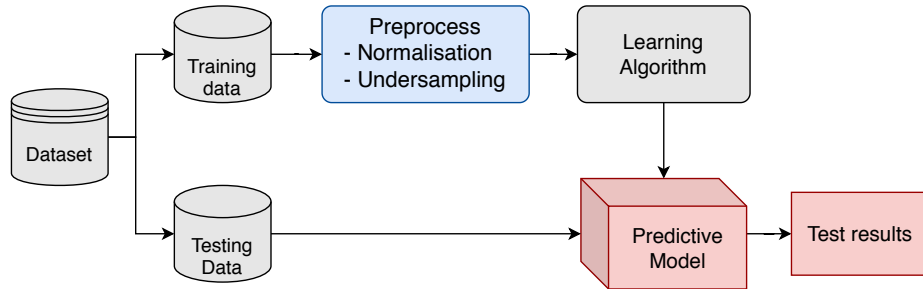 Dataset
Training
data
Preprocess
- Normalisation
- Undersampling
Learning
Algorithm
Testing
Data
Predictive
Model
Test results